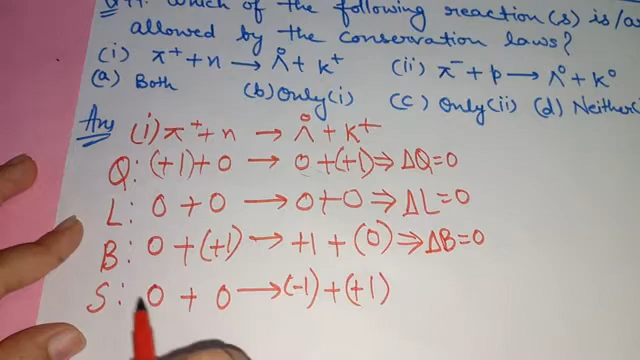 Which of the following reaction(s) is/a
allowed by the conservation laws?
(i) π⁺ + n → Λ° + k⁺ (ii) π⁻ + p → Λ° + k°
(a) Both (b) Only (i) (c) Only (ii) (d) Neither
Ans (i) π⁺ + n → Λ° + k⁺
Q: (+1) + 0 → 0 + (+1) ⇒ ΔQ = 0
L: 0 + 0 → 0 + 0 ⇒ ΔL = 0
B: 0 + (+1) → +1 + (0) ⇒ ΔB = 0
S: 0 + 0 → (-1) + (+1)